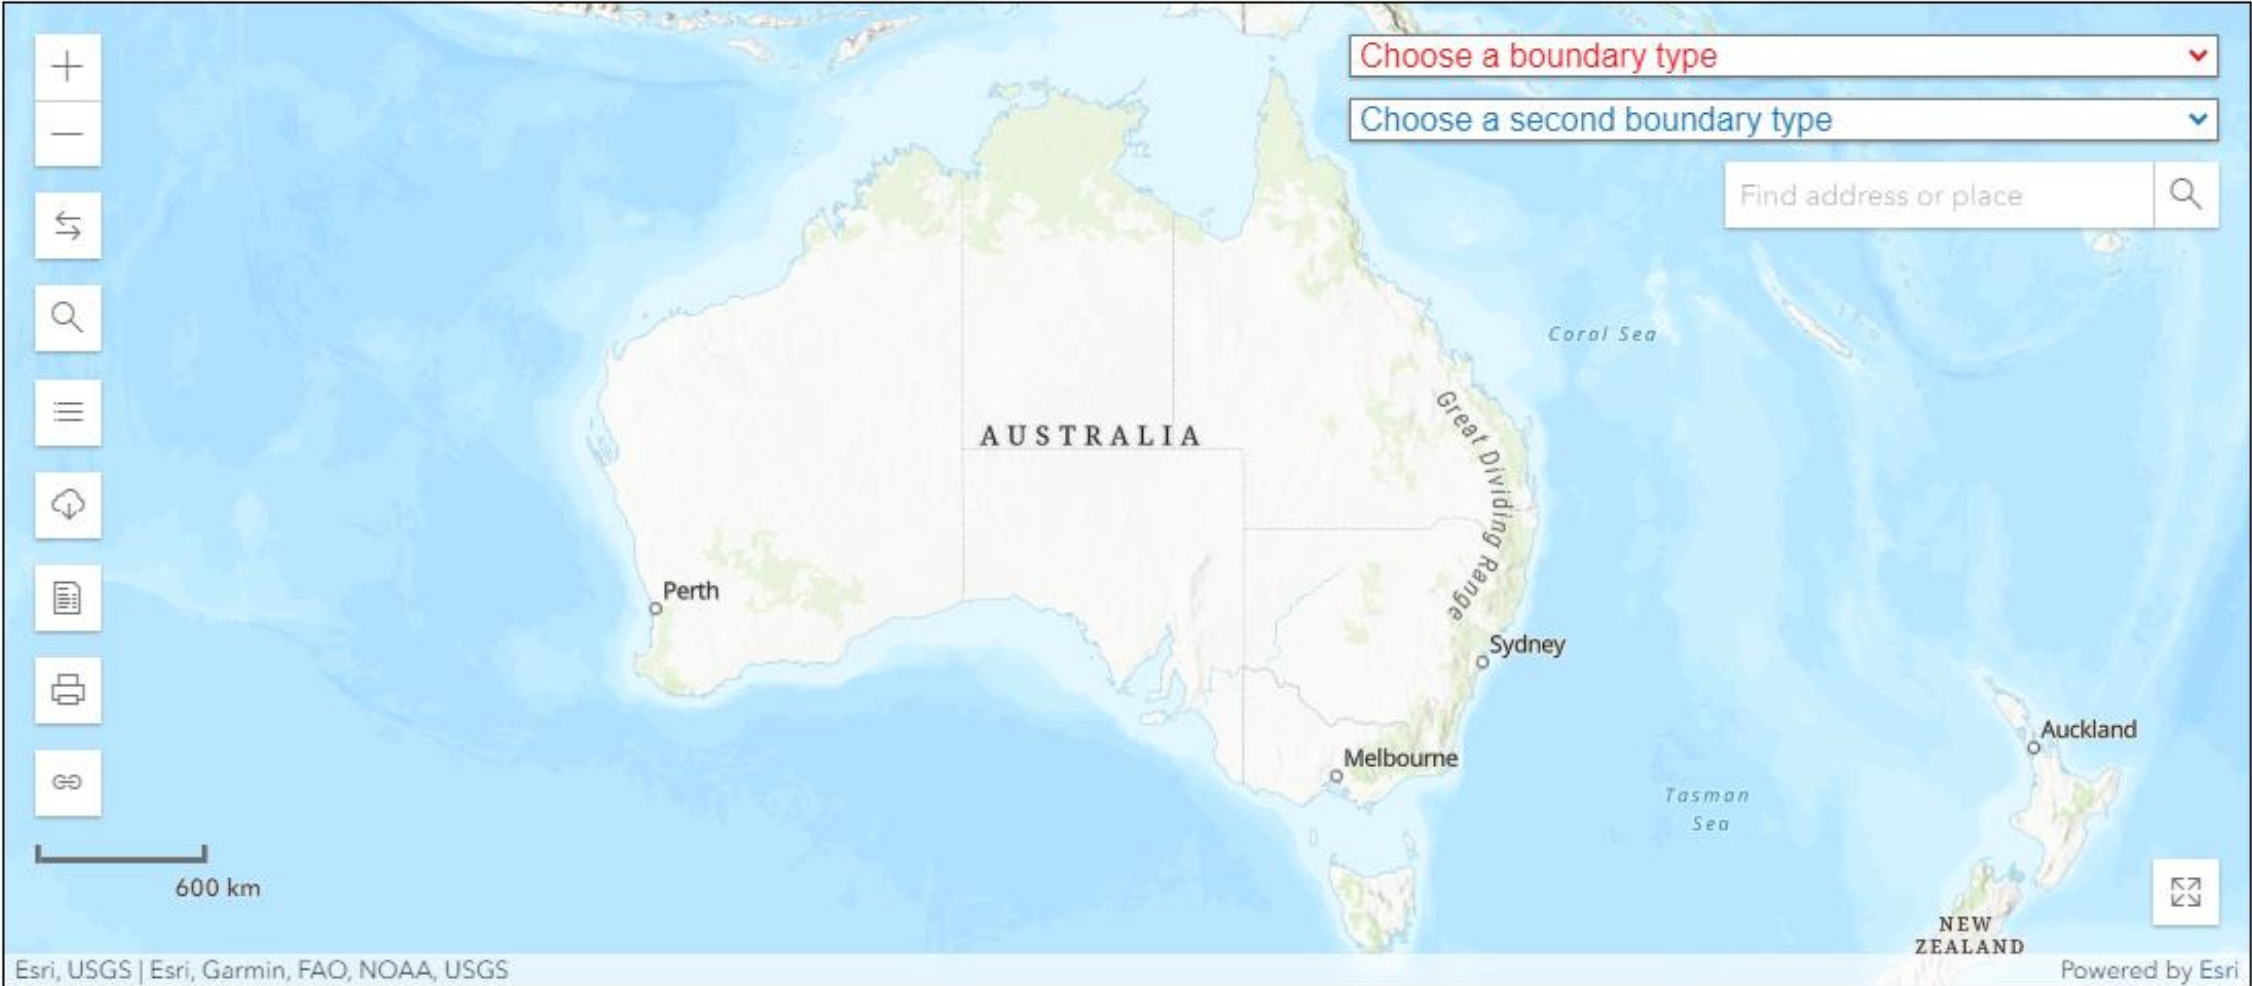 Choose a boundary type
Choose a second boundary type
Find address or place
Coral Sea
Great Dividing Range
AUSTRALIA
Perth
Sydney
Auckland
Melbourne
Tasman
Sea
600 km
NEW
ZEALAND
Esri, USGS | Esri, Garmin, FAO, NOAA, USGS
Powered by Esri